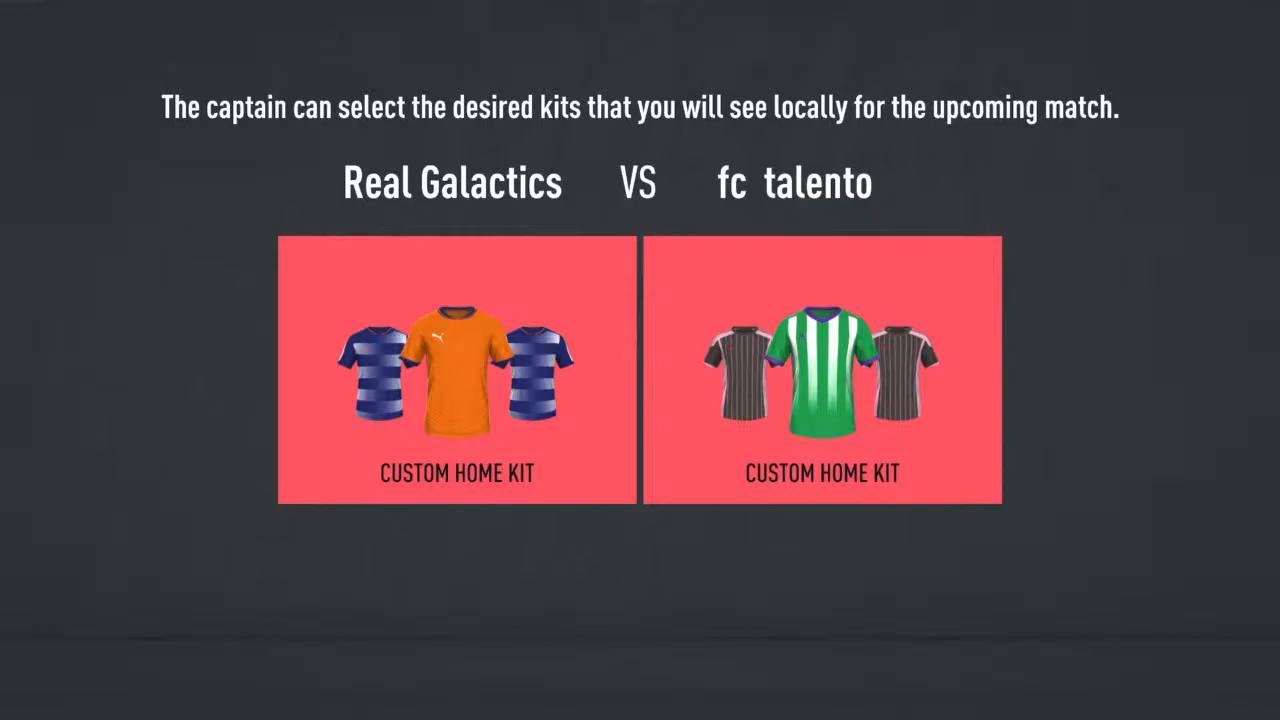 The captain can select the desired kits that you will see locally for the upcoming match.
Real Galactics VS fc talento
CUSTOM HOME KIT CUSTOM HOME KIT